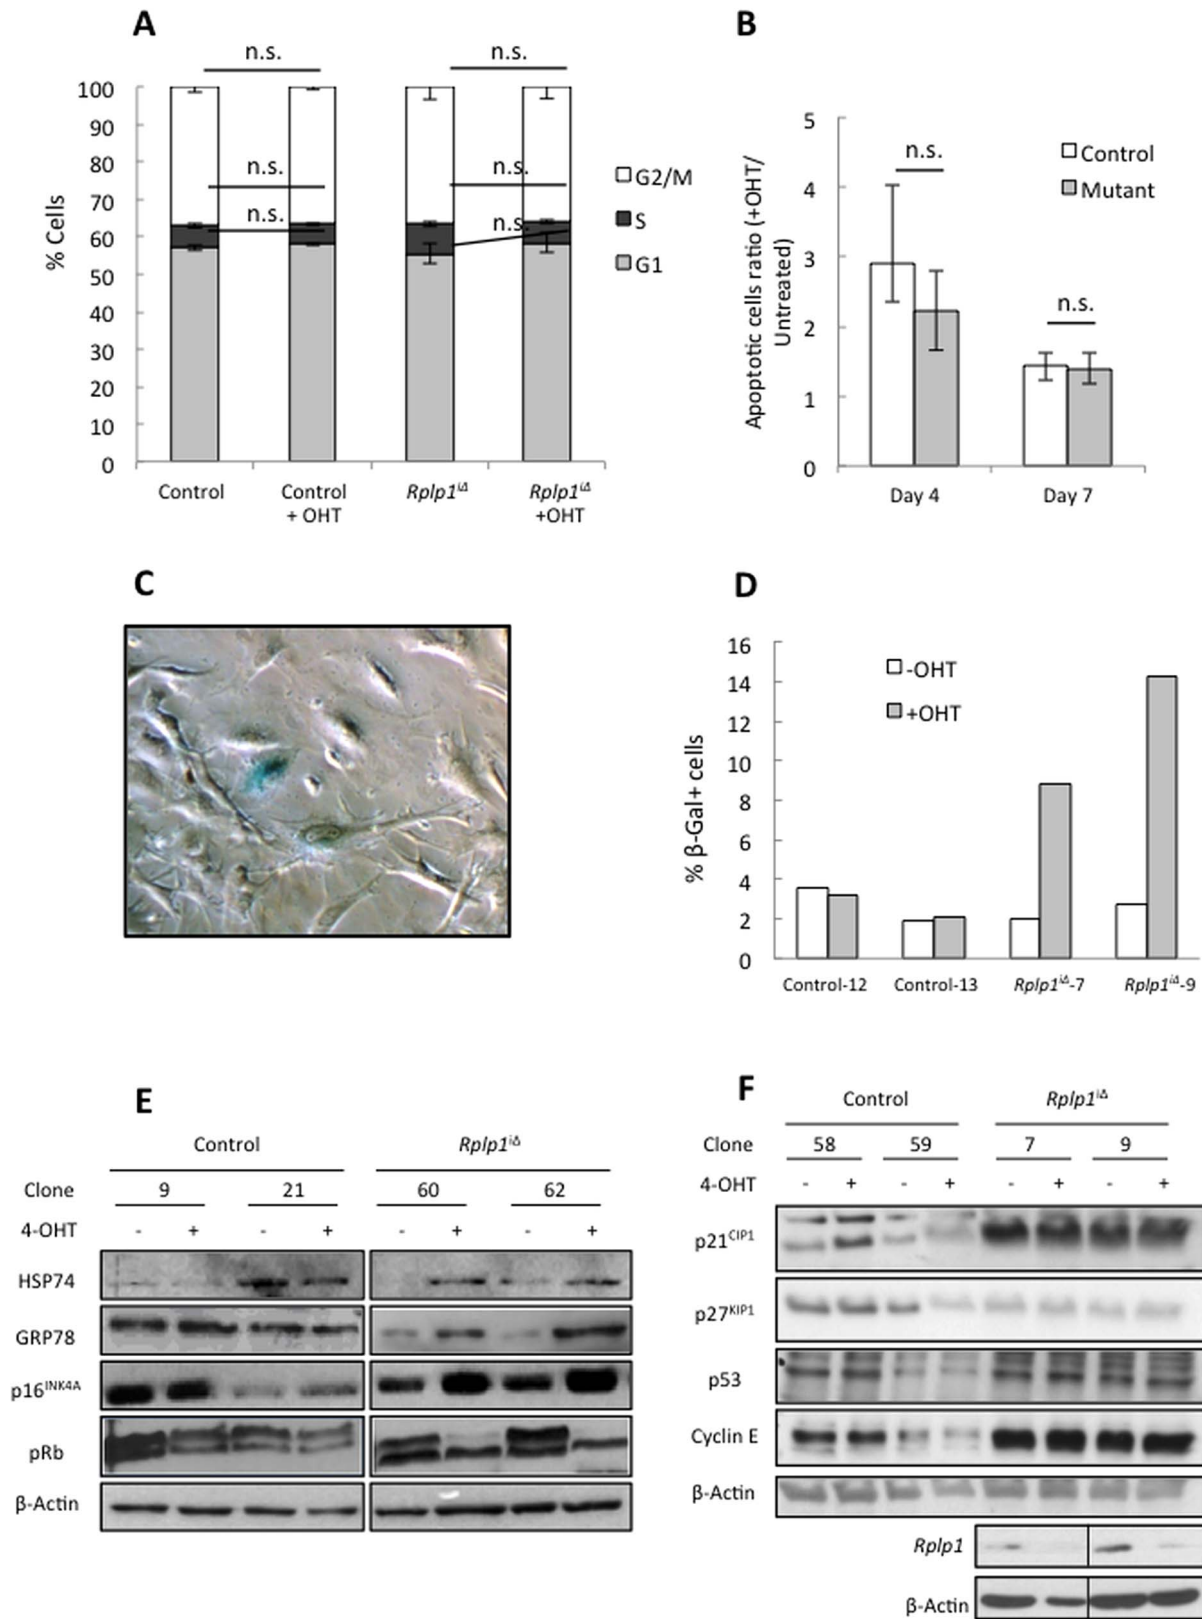 A
n.s.
n.s.
100
90
80
70
60
50
40
30
20
10
0
% Cells
n.s.
n.s.
n.s.
n.s.
G2/M
S
G1
Control
Control
+ OHT
Rplp1iΔ
Rplp1iΔ
+OHT
B
Apoptotic cells ratio (+OHT/
Untreated)
5
4
3
2
1
0
n.s.
n.s.
Control
Mutant
Day 4
Day 7
C
D
% β-Gal+ cells
16
14
12
10
8
6
4
2
0
-OHT
+OHT
Control-12
Control-13
Rplp1iΔ-7
Rplp1iΔ-9
E
Control
Rplp1iΔ
Clone
9
21
60
62
4-OHT
- + - + - + - +
HSP74
GRP78
p16INK4A
pRb
β-Actin
F
Control
Rplp1iΔ
Clone
58
59
7
9
4-OHT
- + - + - + - +
p21CIP1
p27KIP1
p53
Cyclin E
β-Actin
Rplp1
β-Actin